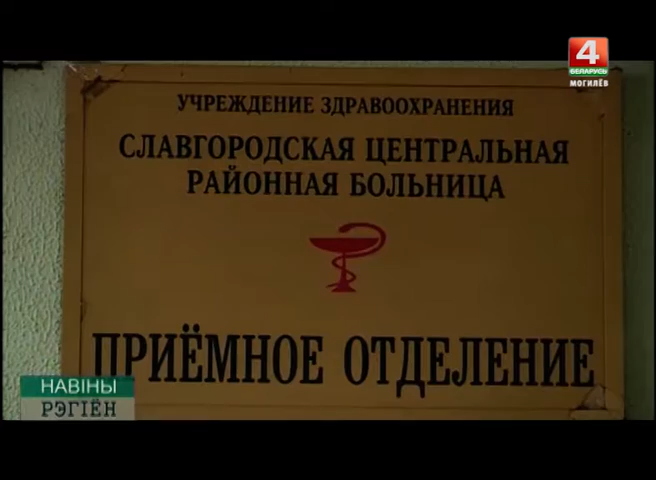 4
БЕЛАРУСЬ
МОГИЛЁВ
УЧРЕЖДЕНИЕ ЗДРАВООХРАНЕНИЯ
СЛАВГОРОДСКАЯ ЦЕНТРАЛЬНАЯ
РАЙОННАЯ БОЛЬНИЦА
ПРИЁМНОЕ ОТДЕЛЕНИЕ
НАВІНЫ
РЭГІЁН